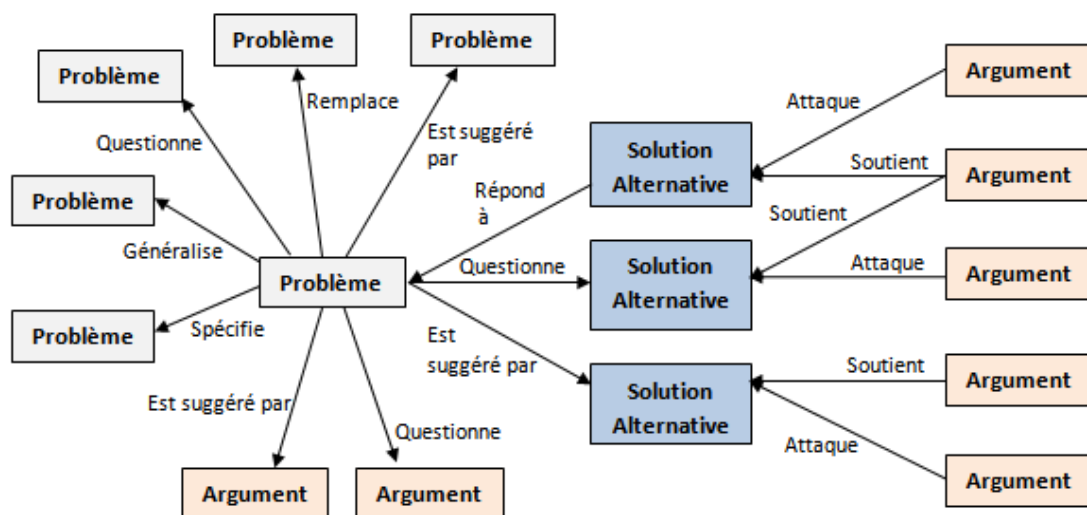 Problème
Problème
Problème
Argument
Remplace
Attaque
Questionne
Est suggéré
par
Solution
Alternative
Soutient
Argument
Problème
Répond
à
Soutient
Généralise
Questionne
Solution
Alternative
Attaque
Argument
Problème
Problème
Spécifie
Est
suggéré par
Solution
Alternative
Soutient
Argument
Est suggéré par
Questionne
Attaque
Argument
Argument
Argument